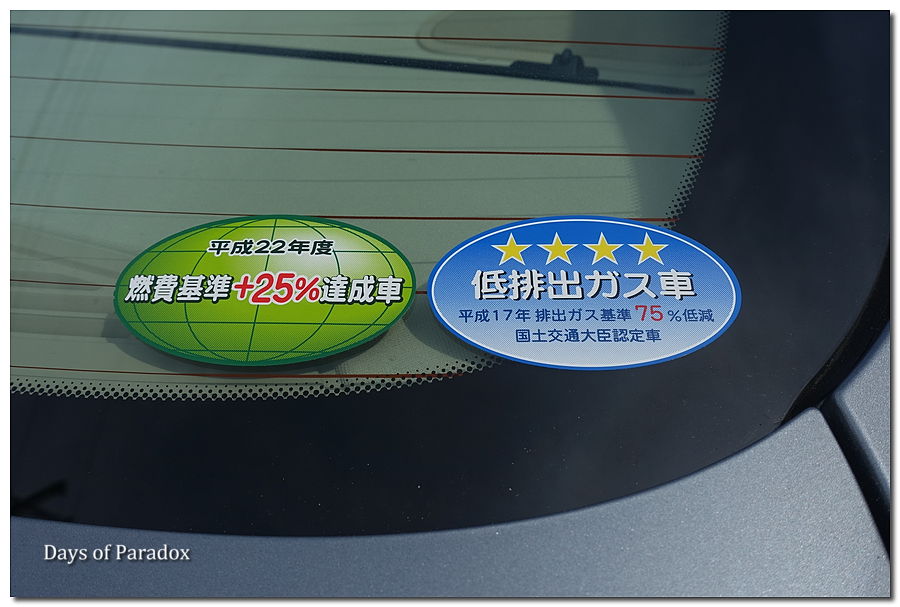 平成22年度
燃費基準+25%達成車
低排出ガス車
平成17年 排出ガス基準 75 %低減
国土交通大臣認定車
Days of Paradox